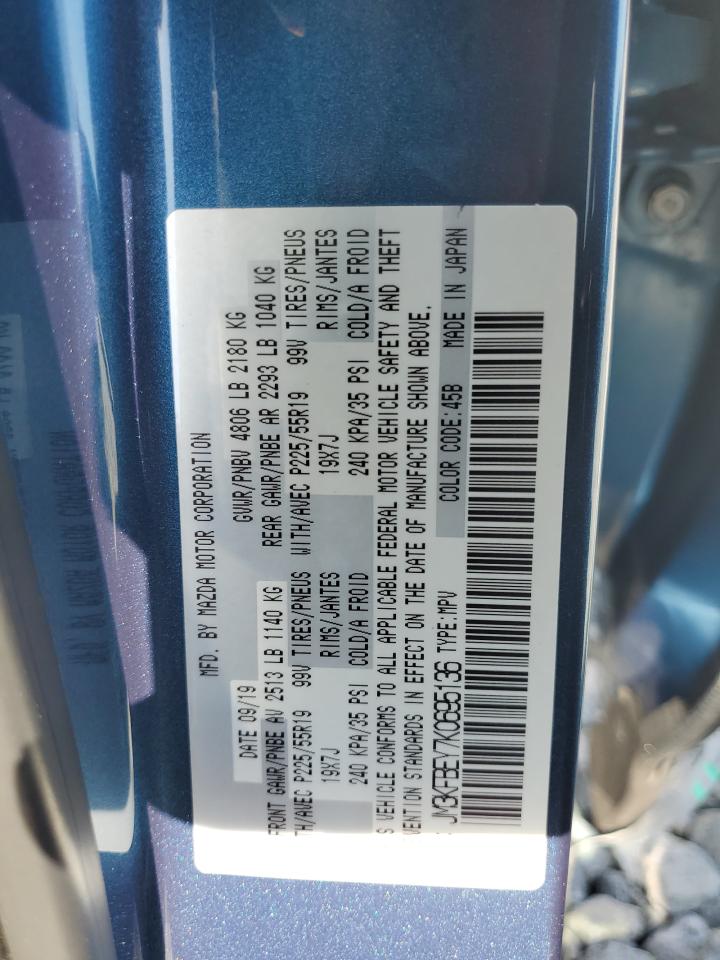 MFD. BY MAZDA MOTOR CORPORATION
DATE 09/19 GVWR/PNBV 4806 LB 2180 KG
FRONT GAWR/PNBE AV 2513 LB 1140 KG REAR GAWR/PNBE AR 2293 LB 1040 KG
TH/AVEC P225/55R19 99V TIRES/PNEUS WITH/AVEC P225/55R19 99V TIRES/PNEUS
19X7J RIMS/JANTES 19X7J RIMS/JANTES
240 KPA/35 PSI COLD/A FROID 240 KPA/35 PSI COLD/A FROID
S VEHICLE CONFORMS TO ALL APPLICABLE FEDERAL MOTOR VEHICLE SAFETY AND THEFT
VENTION STANDARDS IN EFFECT ON THE DATE OF MANUFACTURE SHOWN ABOVE.
JM3KFBEY7K0695136 TYPE:MPV COLOR CODE:45B MADE IN JAPAN